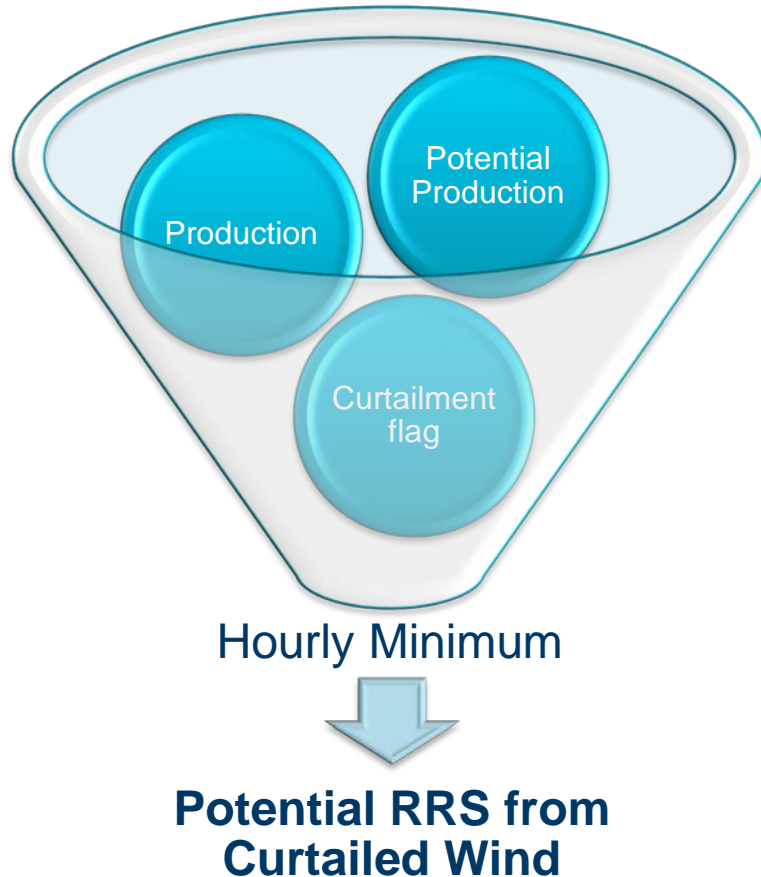 Potential
Production
Production
Curtailment
flag
Hourly Minimum
Potential RRS from
Curtailed Wind